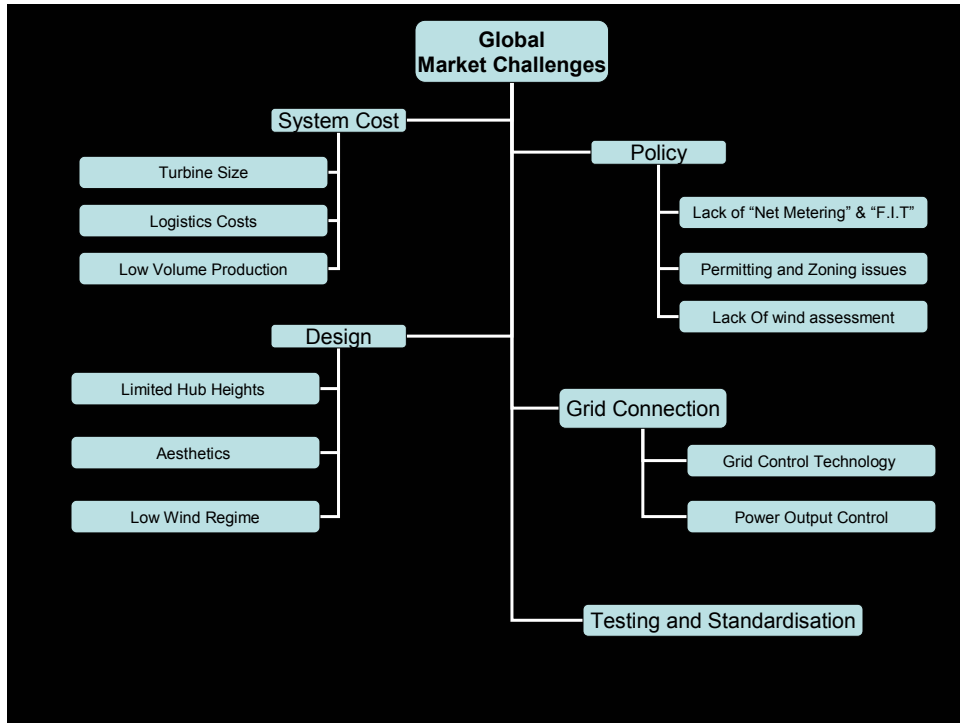 Global
Market Challenges
System Cost
Turbine Size
Logistics Costs
Low Volume Production
Design
Limited Hub Heights
Aesthetics
Low Wind Regime
Policy
Lack of “Net Metering” & “F.I.T”
Permitting and Zoning issues
Lack Of wind assessment
Grid Connection
Grid Control Technology
Power Output Control
Testing and Standardisation